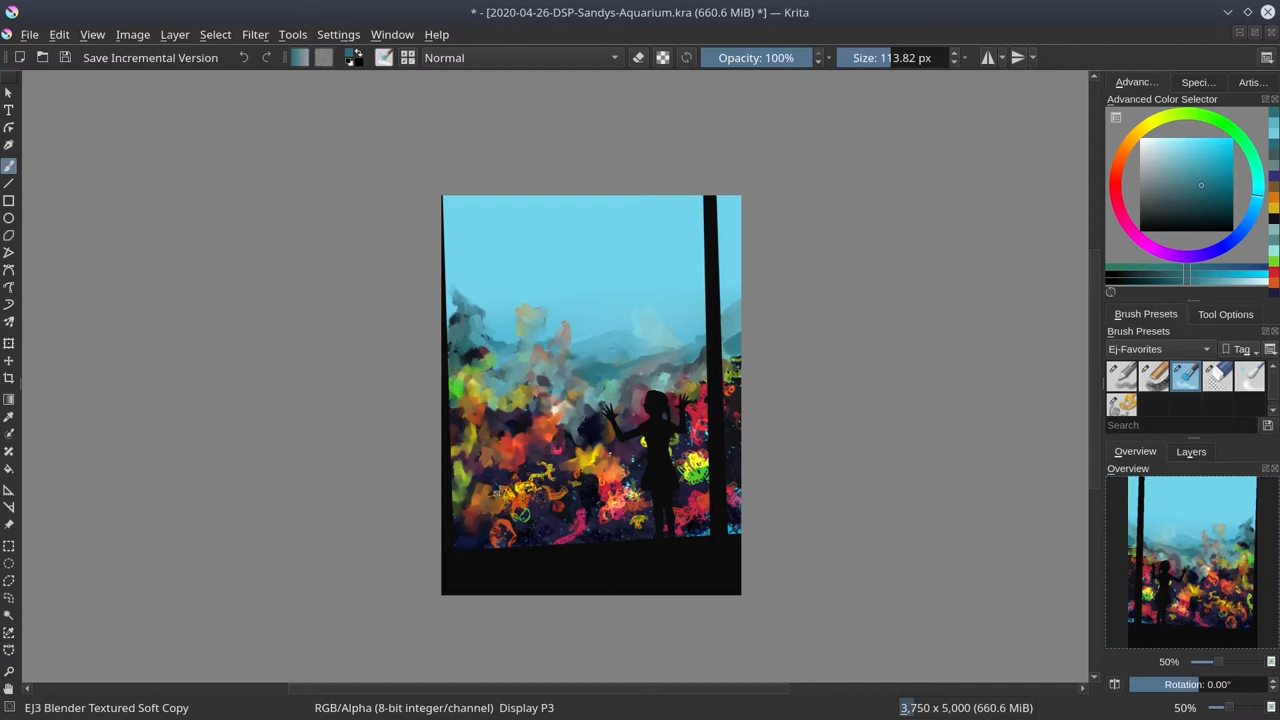 * - [2020-04-26-DSP-Sandys-Aquarium.kra (660.6 MiB) *] — Krita
File Edit View Image Layer Select Filter Tools Settings Window Help
Save Incremental Version Normal Opacity: 100% Size: 113.82 px
Advanc... Speci... Artis...
Advanced Color Selector
Brush Presets Tool Options
Brush Presets
Ej-Favorites Tag
Search
Overview Layers
Overview
50%
Rotation: 0.00°
EJ3 Blender Textured Soft Copy RGB/Alpha (8-bit integer/channel) Display P3 3,750 x 5,000 (660.6 MiB) 50%